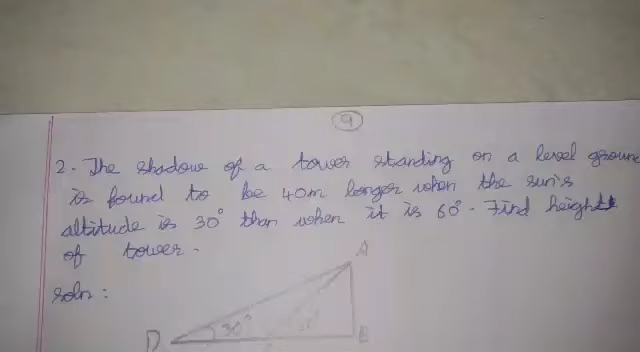 9
2. The shadow of a tower standing on a level ground
is found to be 40m longer when the sun's
altitude is 30° than when it is 60°. Find height
of tower.
soln:
A
30°
D
B